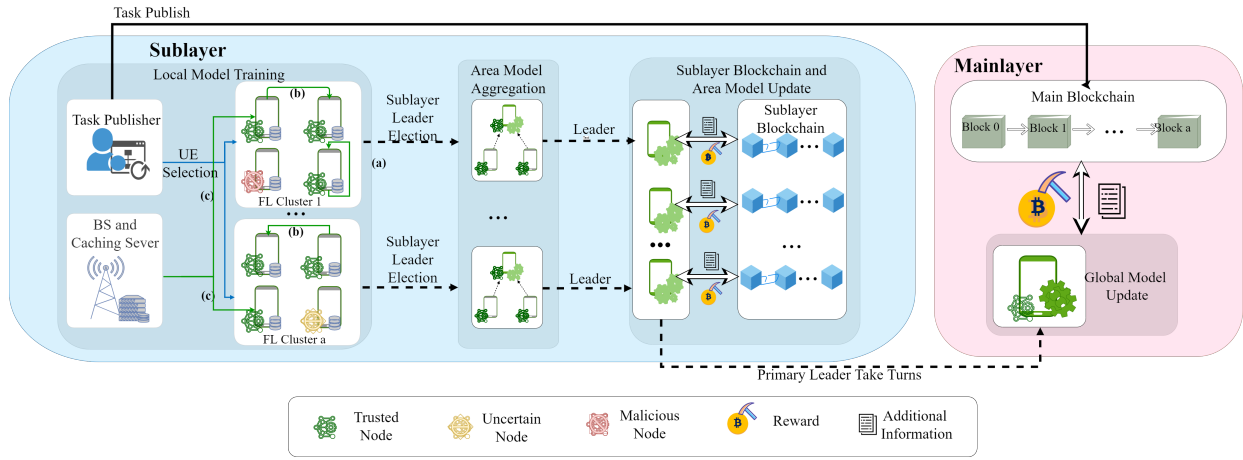 Task Publish
Sublayer
Local Model Training
Task Publisher
UE
Selection
(c)
BS and
Caching Sever
(c)
(b)
FL Cluster 1
...
(b)
FL Cluster a
Sublayer
Leader
Election
(a)
...
Sublayer
Leader
Election
Area Model
Aggregation
...
Leader
Leader
Sublayer Blockchain and
Area Model Update
Sublayer
Blockchain
...
...
...
...
...
...
Primary Leader Take Turns
Mainlayer
Main Blockchain
Block 0
Block 1
...
Block a
Global Model
Update
Trusted
Node
Uncertain
Node
Malicious
Node
Reward
Additional
Information